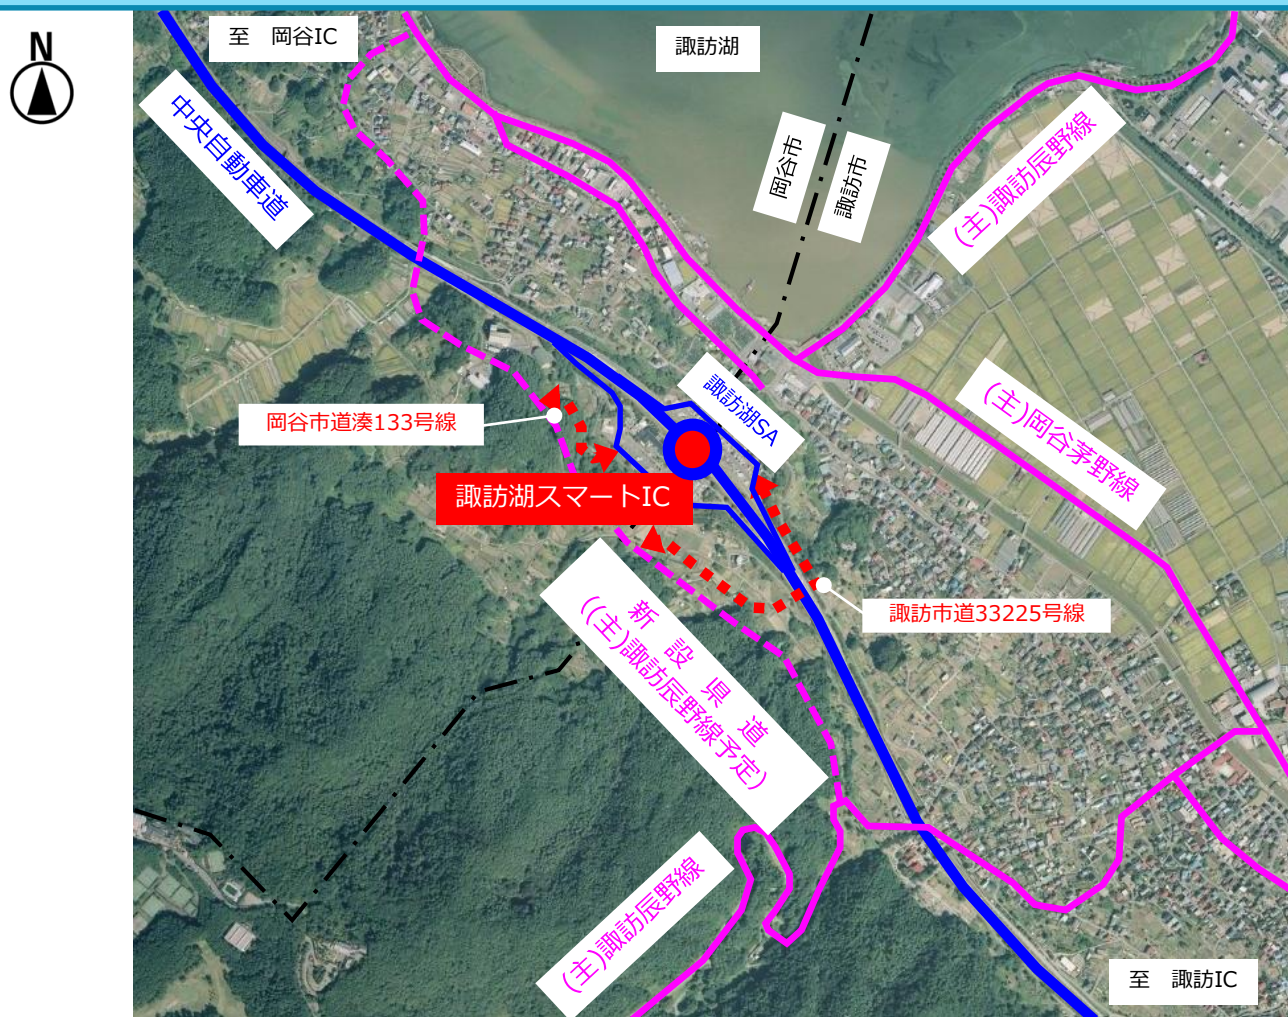 N
至　岡谷IC
諏訪湖
中央自動車道
岡谷市
諏訪市
(主)諏訪辰野線
諏訪湖SA
(主)岡谷茅野線
岡谷市道湊133号線
諏訪湖スマートIC
諏訪市道33225号線
新　設　県　道
((主)諏訪辰野線予定)
(主)諏訪辰野線
至　諏訪IC